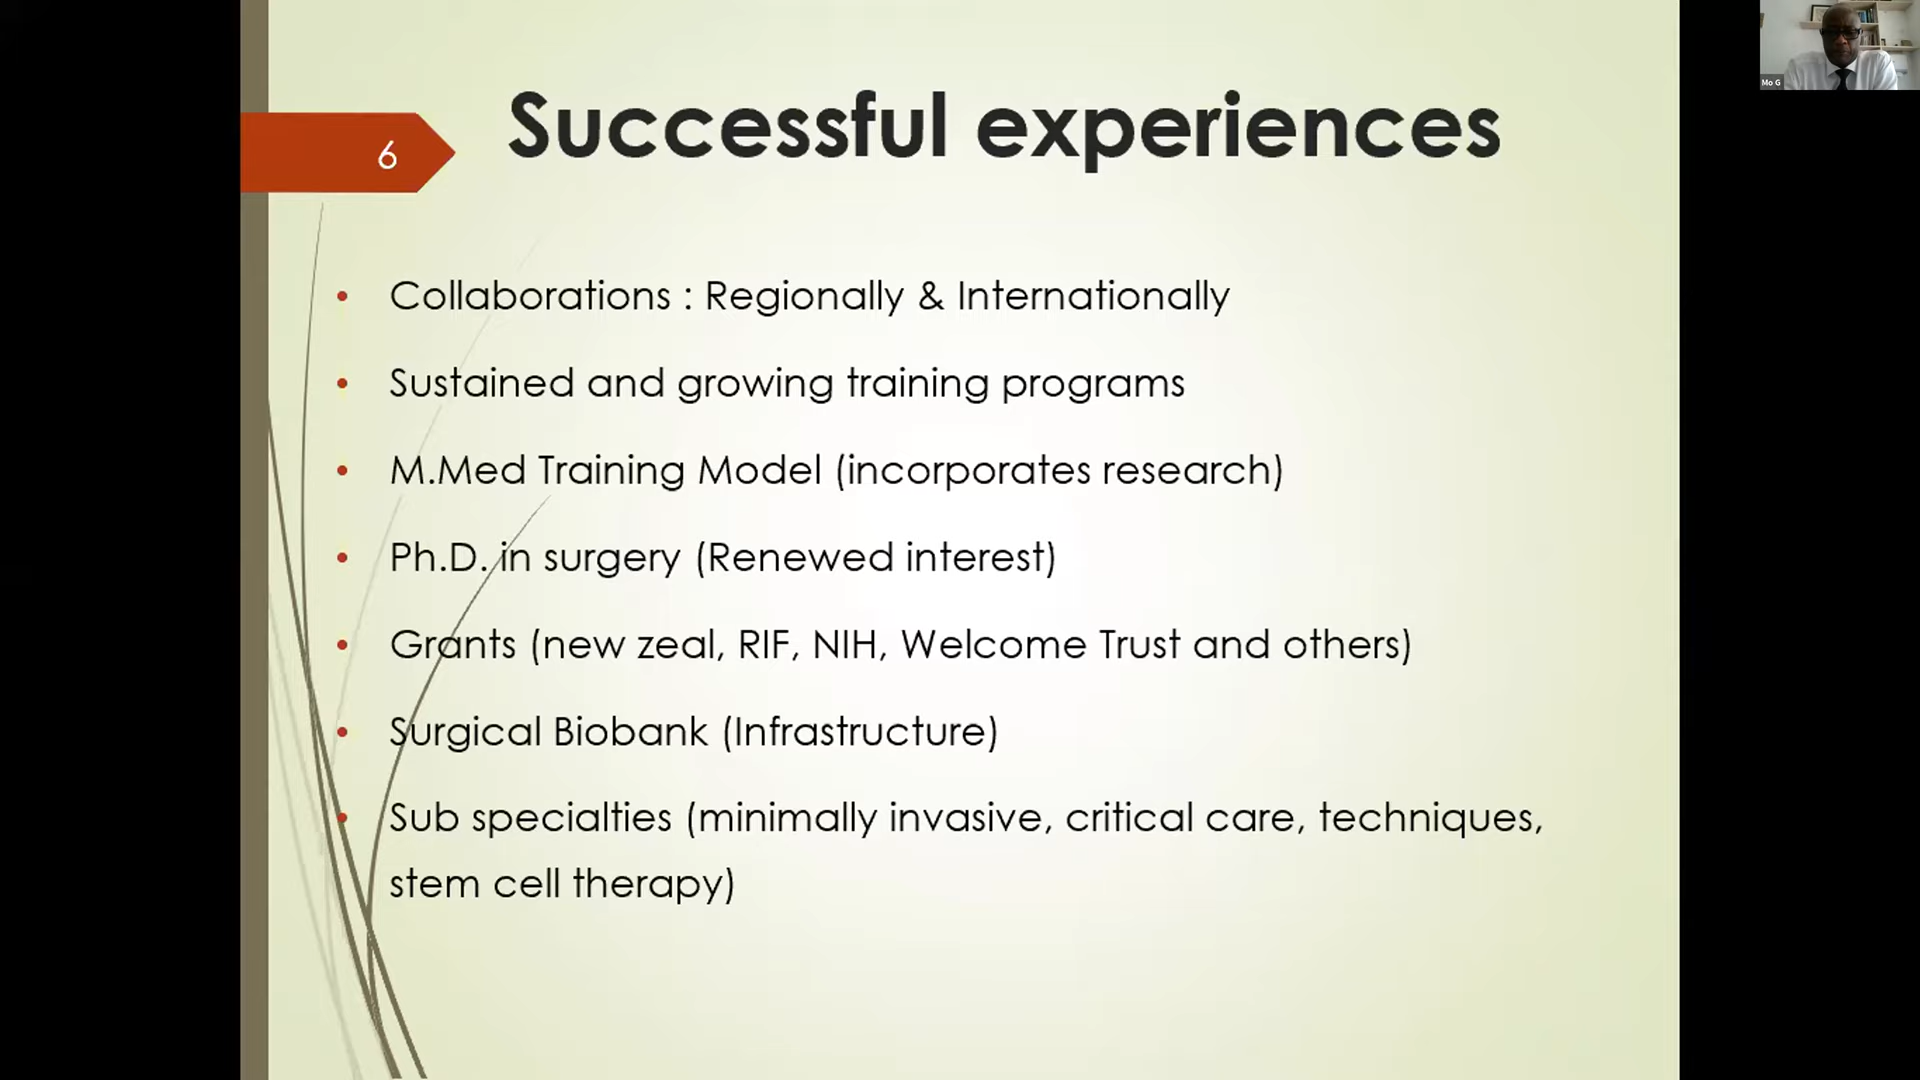 Successful experiences
6
• Collaborations : Regionally & Internationally
• Sustained and growing training programs
• M.Med Training Model (incorporates research)
• Ph.D. in surgery (Renewed interest)
• Grants (new zeal, RIF, NIH, Welcome Trust and others)
• Surgical Biobank (Infrastructure)
• Sub specialties (minimally invasive, critical care, techniques,
stem cell therapy)
Mo G